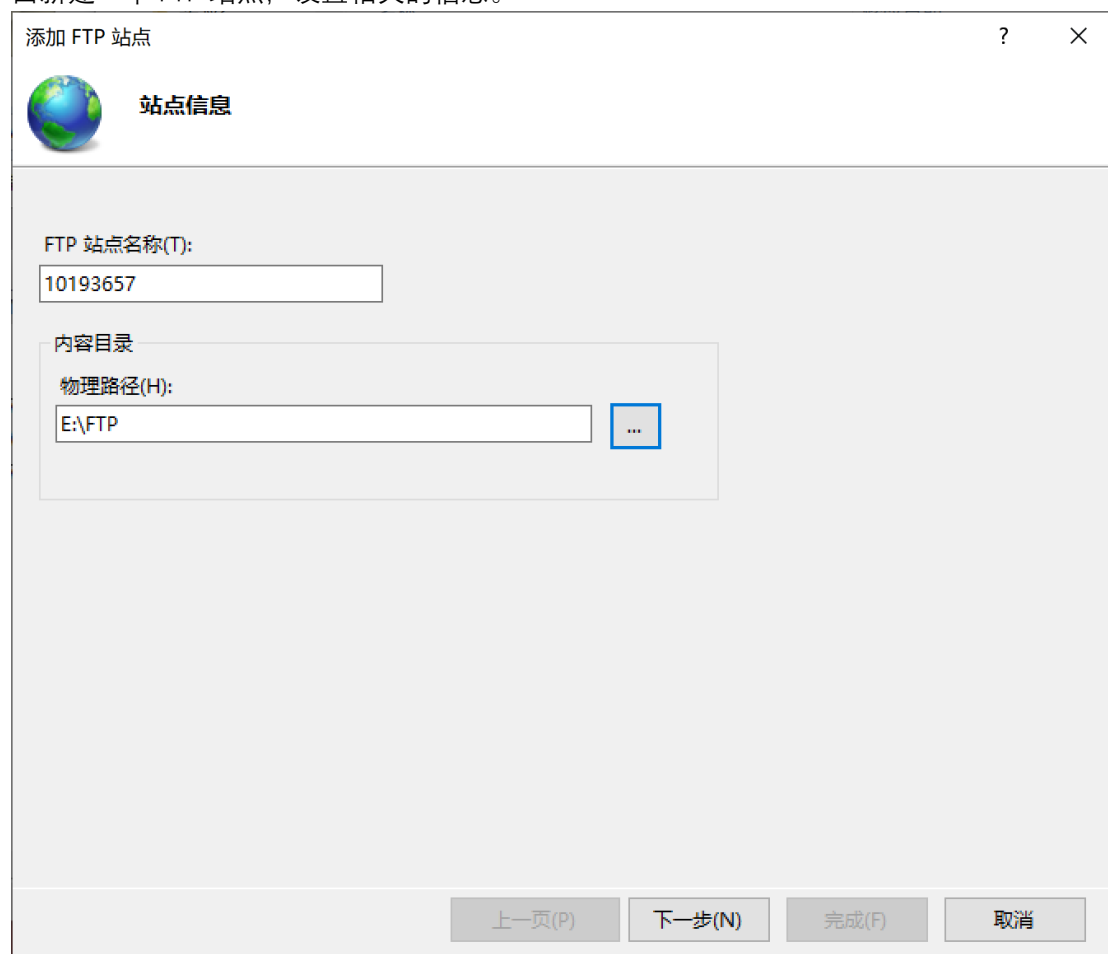 添加 FTP 站点
站点信息
FTP 站点名称(T):
10193657
内容目录
物理路径(H):
E:\FTP
...
上一页(P)
下一步(N)
完成(F)
取消